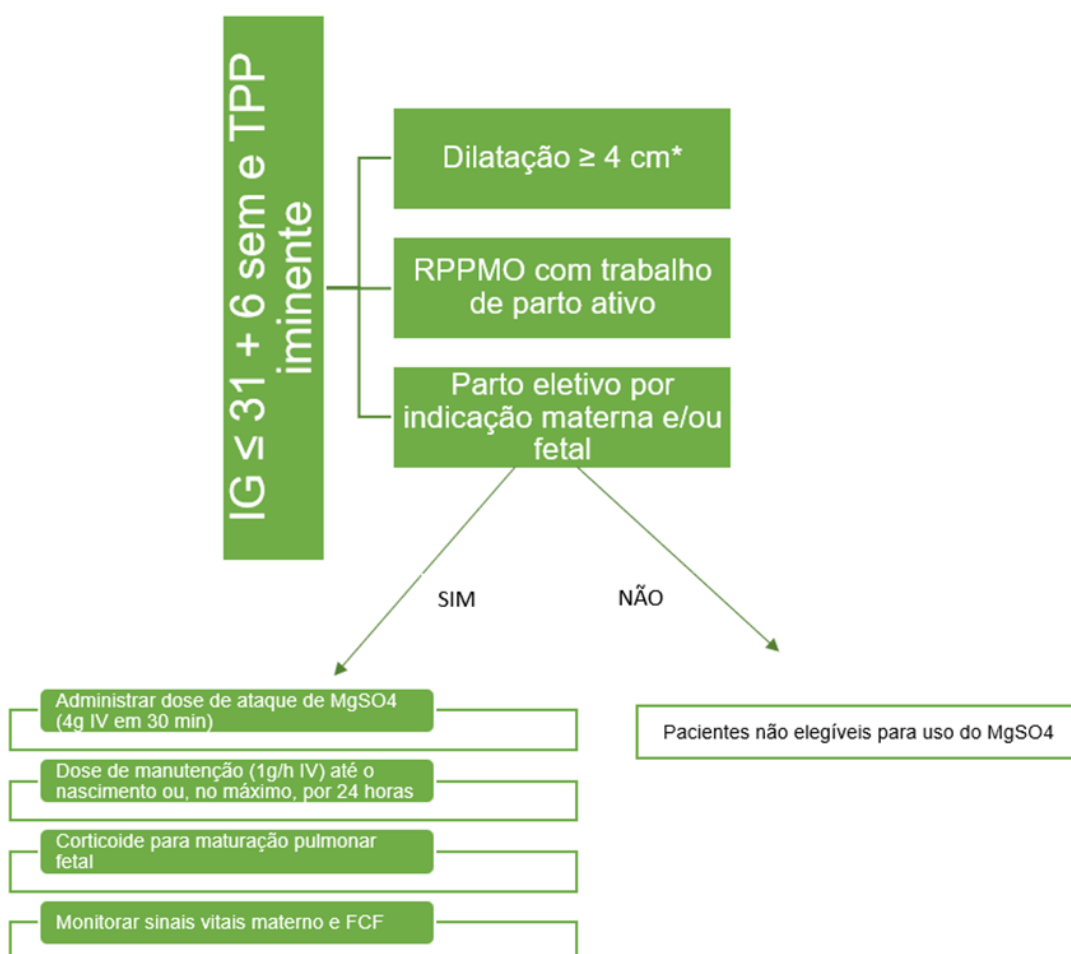 IG ≤ 31 + 6 sem e TPP
iminente
Dilatação ≥ 4 cm*
RPPMO com trabalho
de parto ativo
Parto eletivo por
indicação materna e/ou
fetal
SIM
NÃO
Administrar dose de ataque de MgSO4
(4g IV em 30 min)
Dose de manutenção (1g/h IV) até o
nascimento ou, no máximo, por 24 horas
Corticoide para maturação pulmonar
fetal
Monitorar sinais vitais materno e FCF
Pacientes não elegíveis para uso do MgSO4